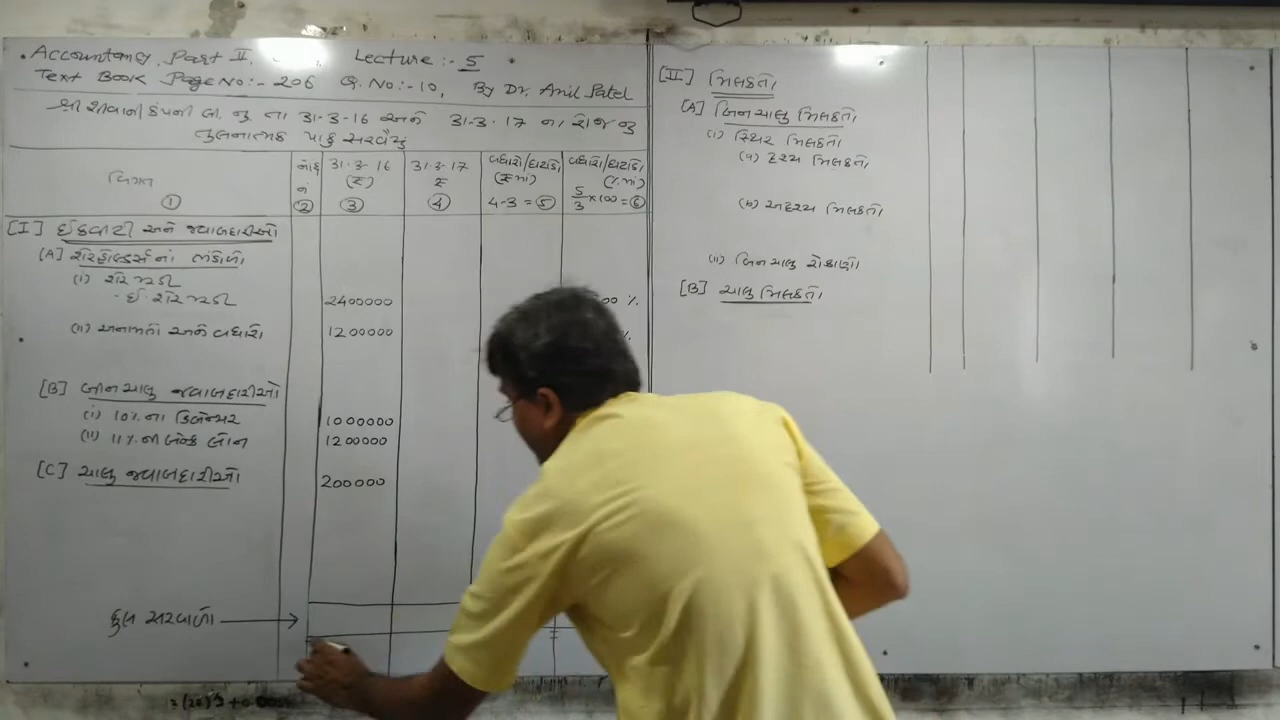 Accountancy Part II. Lecture :- 5
Text Book Page No:- 206 Q. No:- 10, By Dr. Anil Patel
શ્રી શીવાની કંપની લી. નું તા 31-3-16 અને 31-3-17 ના રોજનું
તુલનાત્મક પાકું સરવૈયું
વિગત નોંધ નં 31-3-16 (₹) 31-3-17 ₹ વધારો/ઘટાડો (₹ માં) વધારો/ઘટાડો (% માં)
① ② ③ ④ 4-3 = ⑤ 5/3 ×100 = ⑥
[I] ઈક્વિટી અને જવાબદારીઓ
[A] શેરહોલ્ડર્સનાં ભંડોળ
(i) શેરમૂડી
- ઈ. શેરમૂડી 2400000 00 %
(ii) અનામતો અને વધારો 1200000 %
[B] બીનચાલુ જવાબદારીઓ
(i) 10% ના ડિબેન્ચર 1000000
(ii) 11% ની બેન્ક લોન 1200000
[C] ચાલુ જવાબદારીઓ 200000
કુલ સરવાળો
[II] મિલકતો
[A] બિનચાલુ મિલકતો
(i) સ્થિર મિલકતો
(a) દૃશ્ય મિલકતો
(b) અદૃશ્ય મિલકતો
(ii) બિનચાલુ રોકાણો
[B] ચાલુ મિલકતો